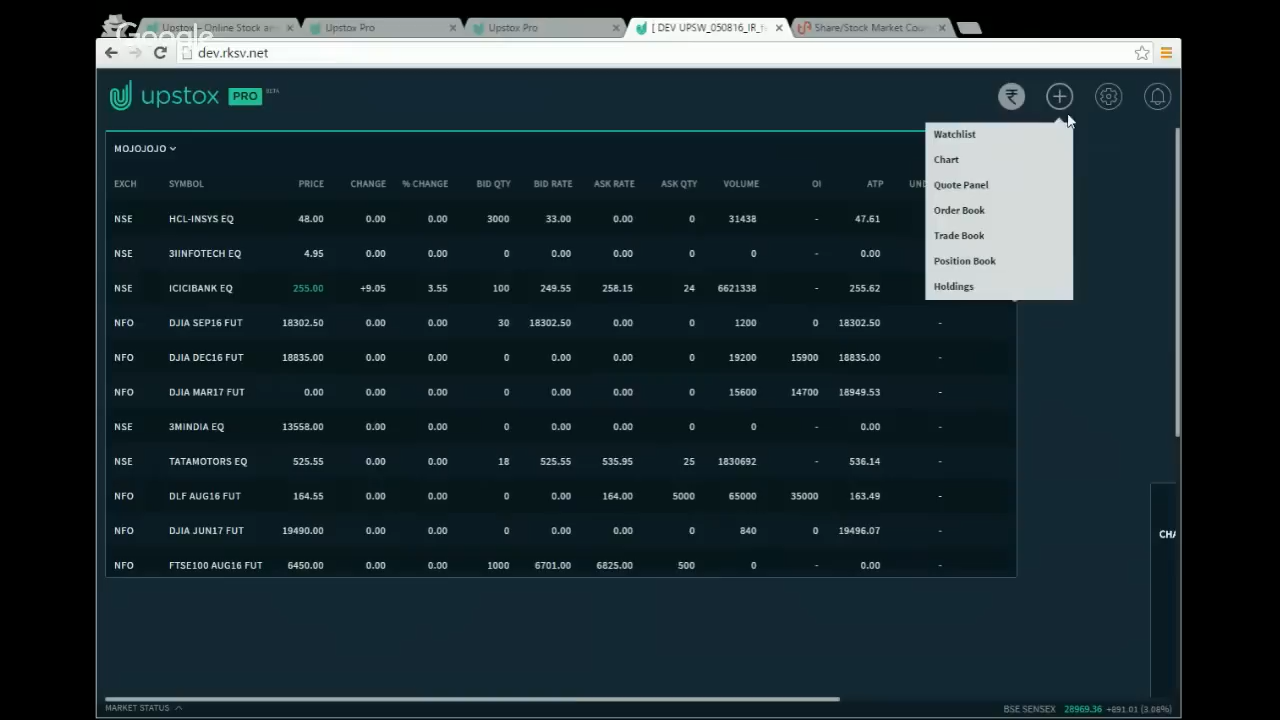 Google
Upstox - Online Stock an
Upstox Pro
Upstox Pro
[ DEV UPSW_050816_IR_f
Share/Stock Market Cou
dev.rksv.net
upstox PRO BETA
₹
Watchlist
Chart
Quote Panel
Order Book
Trade Book
Position Book
Holdings
MOJOJOJO
EXCH SYMBOL PRICE CHANGE % CHANGE BID QTY BID RATE ASK RATE ASK QTY VOLUME OI ATP UND
NSE HCL-INSYS EQ 48.00 0.00 0.00 3000 33.00 0.00 0 31438 - 47.61
NSE 3IINFOTECH EQ 4.95 0.00 0.00 0 0.00 0.00 0 0 - 0.00
NSE ICICIBANK EQ 255.00 +9.05 3.55 100 249.55 258.15 24 6621338 - 255.62
NFO DJIA SEP16 FUT 18302.50 0.00 0.00 30 18302.50 0.00 0 1200 0 18302.50 -
NFO DJIA DEC16 FUT 18835.00 0.00 0.00 0 0.00 0.00 0 19200 15900 18835.00 -
NFO DJIA MAR17 FUT 0.00 0.00 0.00 0 0.00 0.00 0 15600 14700 18949.53 -
NSE 3MINDIA EQ 13558.00 0.00 0.00 0 0.00 0.00 0 0 - 0.00 -
NSE TATAMOTORS EQ 525.55 0.00 0.00 18 525.55 535.95 25 1830692 - 536.14 -
NFO DLF AUG16 FUT 164.55 0.00 0.00 0 0.00 164.00 5000 65000 35000 163.49 -
NFO DJIA JUN17 FUT 19490.00 0.00 0.00 0 0.00 0.00 0 840 0 19496.07 -
NFO FTSE100 AUG16 FUT 6450.00 0.00 0.00 1000 6701.00 6825.00 500 0 - 0.00 -
CHA
MARKET STATUS
BSE SENSEX 28969.36 +891.01 (3.08%)